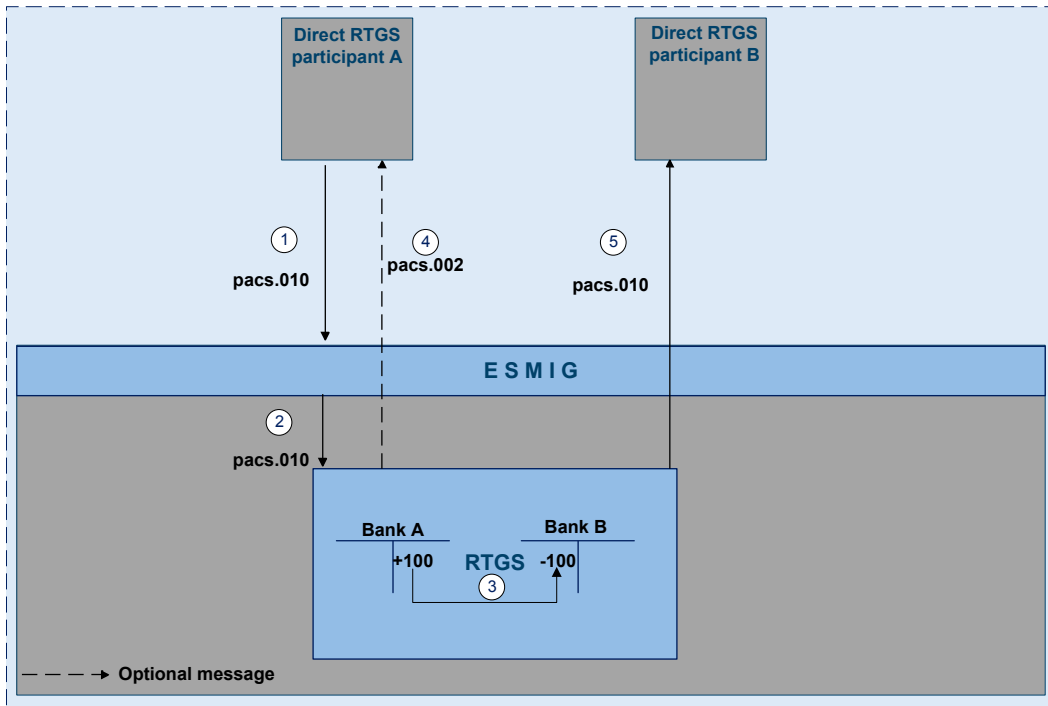 Direct RTGS
participant A
Direct RTGS
participant B
1
pacs.010
4
pacs.002
5
pacs.010
E S M I G
2
pacs.010
Bank A
Bank B
+100
RTGS
-100
3
Optional message